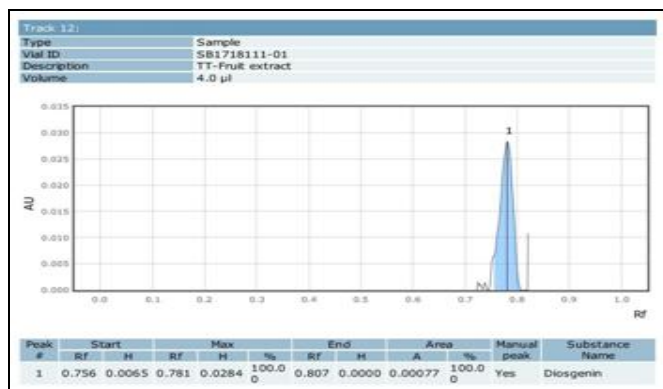 Track 12:
Type Sample
Vial ID SB1718111-01
Description TT-Fruit extract
Volume 4.0 µl
0.035
0.030
0.025
0.020
0.015
0.010
0.005
0.000
AU
1
0.0 0.1 0.2 0.3 0.4 0.5 0.6 0.7 0.8 0.9 1.0
Rf
Peak Start Max End Area Manual Substance
# Rf H Rf H % Rf H A % peak Name
1 0.756 0.0065 0.781 0.0284 100.0 0.807 0.0000 0.00077 100.0 Yes Diosgenin
0 0